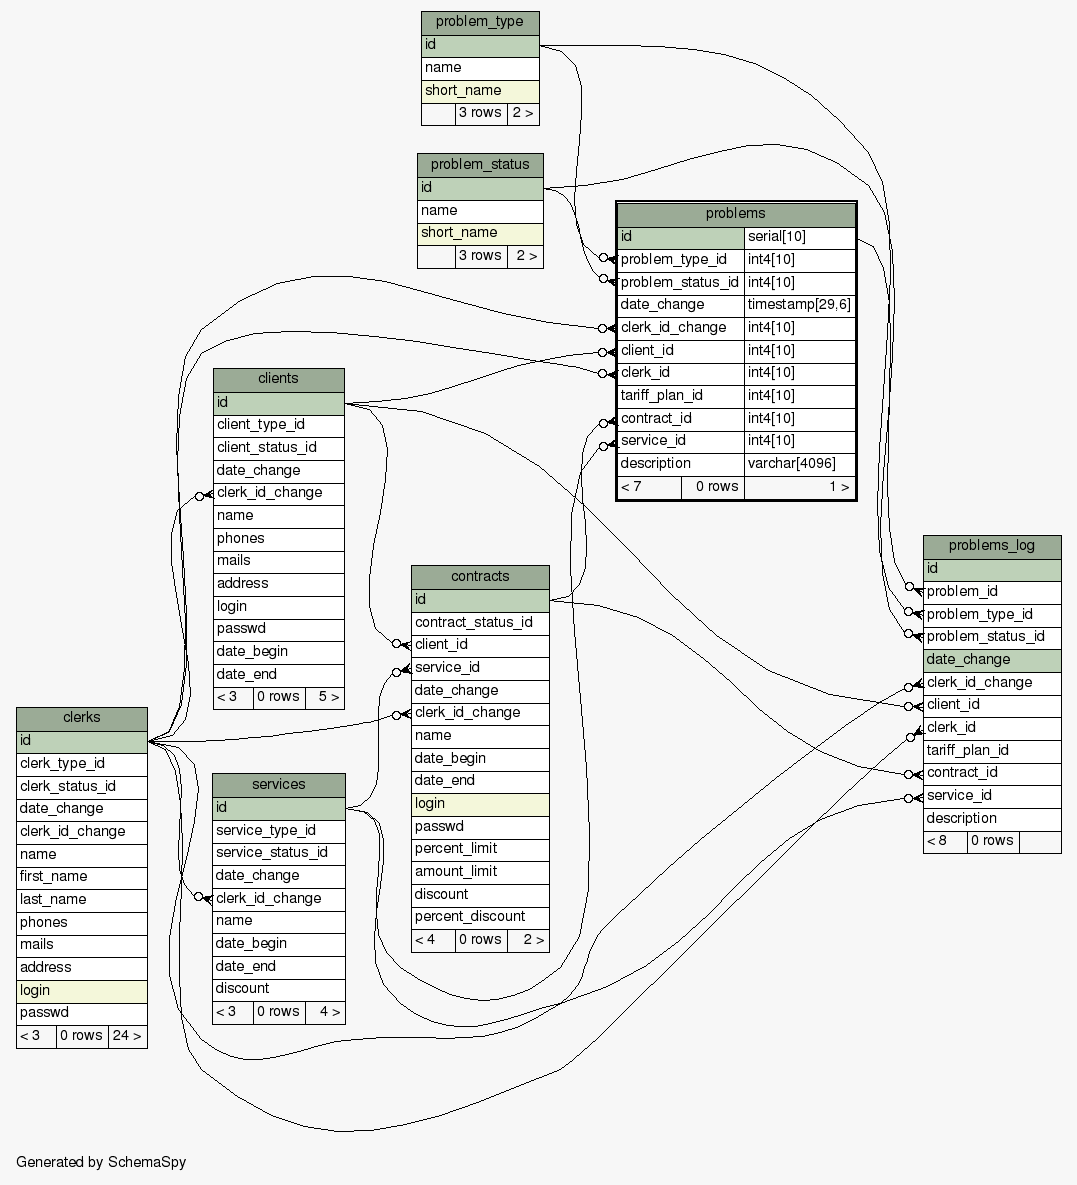 problem_type
id
name
short_name
3 rows 2 >
problem_status
id
name
short_name
3 rows 2 >
problems
id serial[10]
problem_type_id int4[10]
problem_status_id int4[10]
date_change timestamp[29,6]
clerk_id_change int4[10]
client_id int4[10]
clerk_id int4[10]
tariff_plan_id int4[10]
contract_id int4[10]
service_id int4[10]
description varchar[4096]
< 7 0 rows 1 >
clients
id
client_type_id
client_status_id
date_change
clerk_id_change
name
phones
mails
address
login
passwd
date_begin
date_end
< 3 0 rows 5 >
contracts
id
contract_status_id
client_id
service_id
date_change
clerk_id_change
name
date_begin
date_end
login
passwd
percent_limit
amount_limit
discount
percent_discount
< 4 0 rows 2 >
problems_log
id
problem_id
problem_type_id
problem_status_id
date_change
clerk_id_change
client_id
clerk_id
tariff_plan_id
contract_id
service_id
description
< 8 0 rows
clerks
id
clerk_type_id
clerk_status_id
date_change
clerk_id_change
name
first_name
last_name
phones
mails
address
login
passwd
< 3 0 rows 24 >
services
id
service_type_id
service_status_id
date_change
clerk_id_change
name
date_begin
date_end
discount
< 3 0 rows 4 >
Generated by SchemaSpy